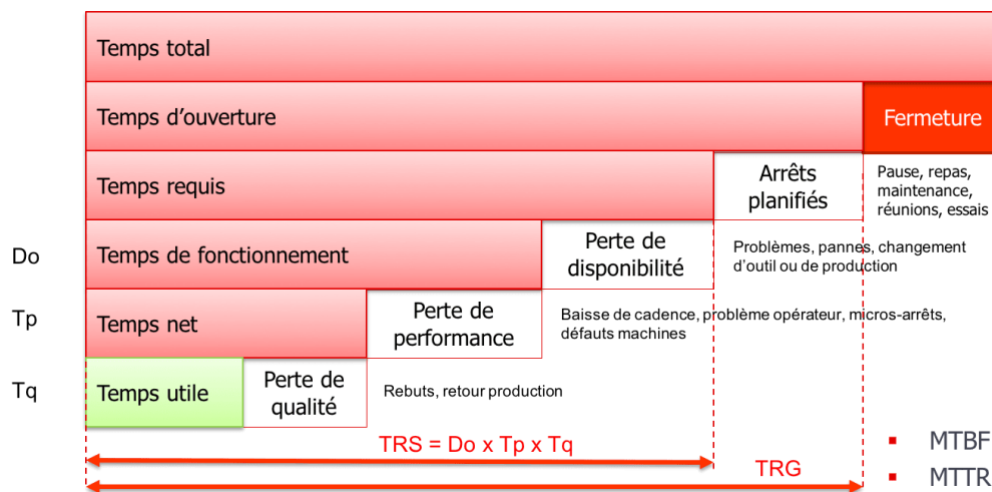 Temps total
Temps d'ouverture
Fermeture
Temps requis
Arrêts
planifiés
Pause, repas,
maintenance,
réunions, essais
Do
Temps de fonctionnement
Perte de
disponibilité
Problèmes, pannes, changement
d'outil ou de production
Tp
Temps net
Perte de
performance
Baisse de cadence, problème opérateur, micros-arrêts,
défauts machines
Tq
Temps utile
Perte de
qualité
Rebuts, retour production
TRS = Do x Tp x Tq
TRG
▪ MTBF
▪ MTTR